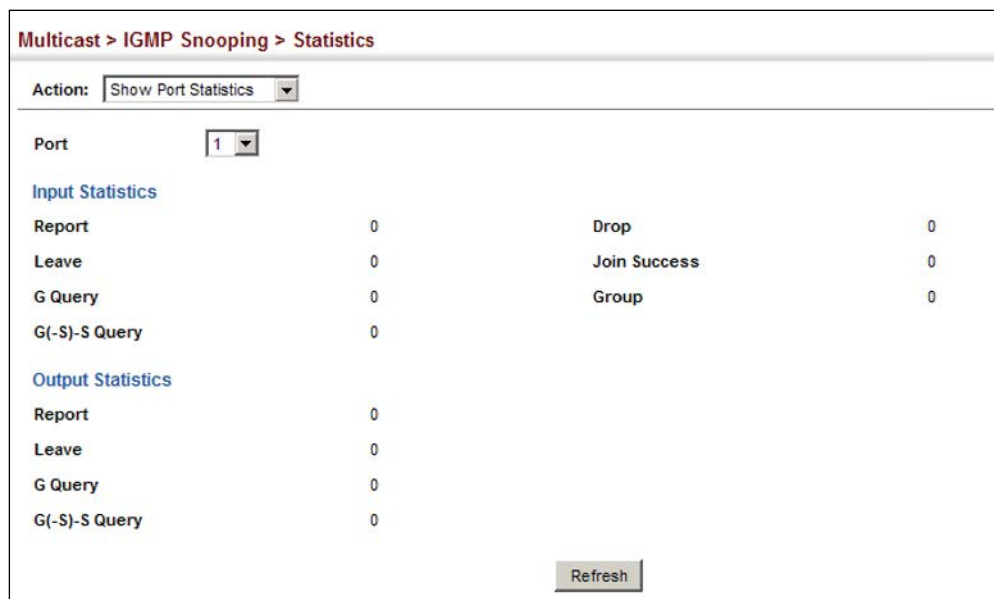 Multicast > IGMP Snooping > Statistics
Action: Show Port Statistics
Port 1
Input Statistics
Report 0 Drop 0
Leave 0 Join Success 0
G Query 0 Group 0
G(-S)-S Query 0
Output Statistics
Report 0
Leave 0
G Query 0
G(-S)-S Query 0
Refresh